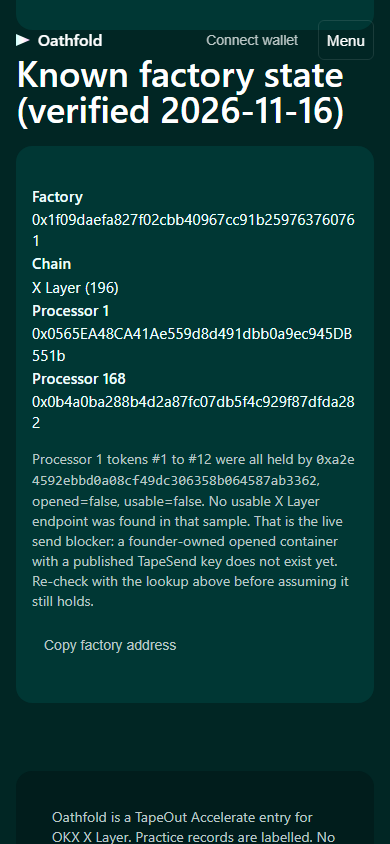 Oathfold
Connect wallet
Menu
Known factory state
(verified 2026-11-16)
Factory
0x1f09daefa827f02cbb40967cc91b25976376076
1
Chain
X Layer (196)
Processor 1
0x0565EA48CA41Ae559d8d491dbb0a9ec945DB
551b
Processor 168
0x0b4a0ba288b4d2a87fc07db5f4c929f87dfda28
2
Processor 1 tokens #1 to #12 were all held by 0xa2e
4592ebbd0a08cf49dc306358b064587ab3362,
opened=false, usable=false. No usable X Layer
endpoint was found in that sample. That is the live
send blocker: a founder-owned opened container
with a published TapeSend key does not exist yet.
Re-check with the lookup above before assuming it
still holds.
Copy factory address
Oathfold is a TapeOut Accelerate entry for
OKX X Layer. Practice records are labelled. No